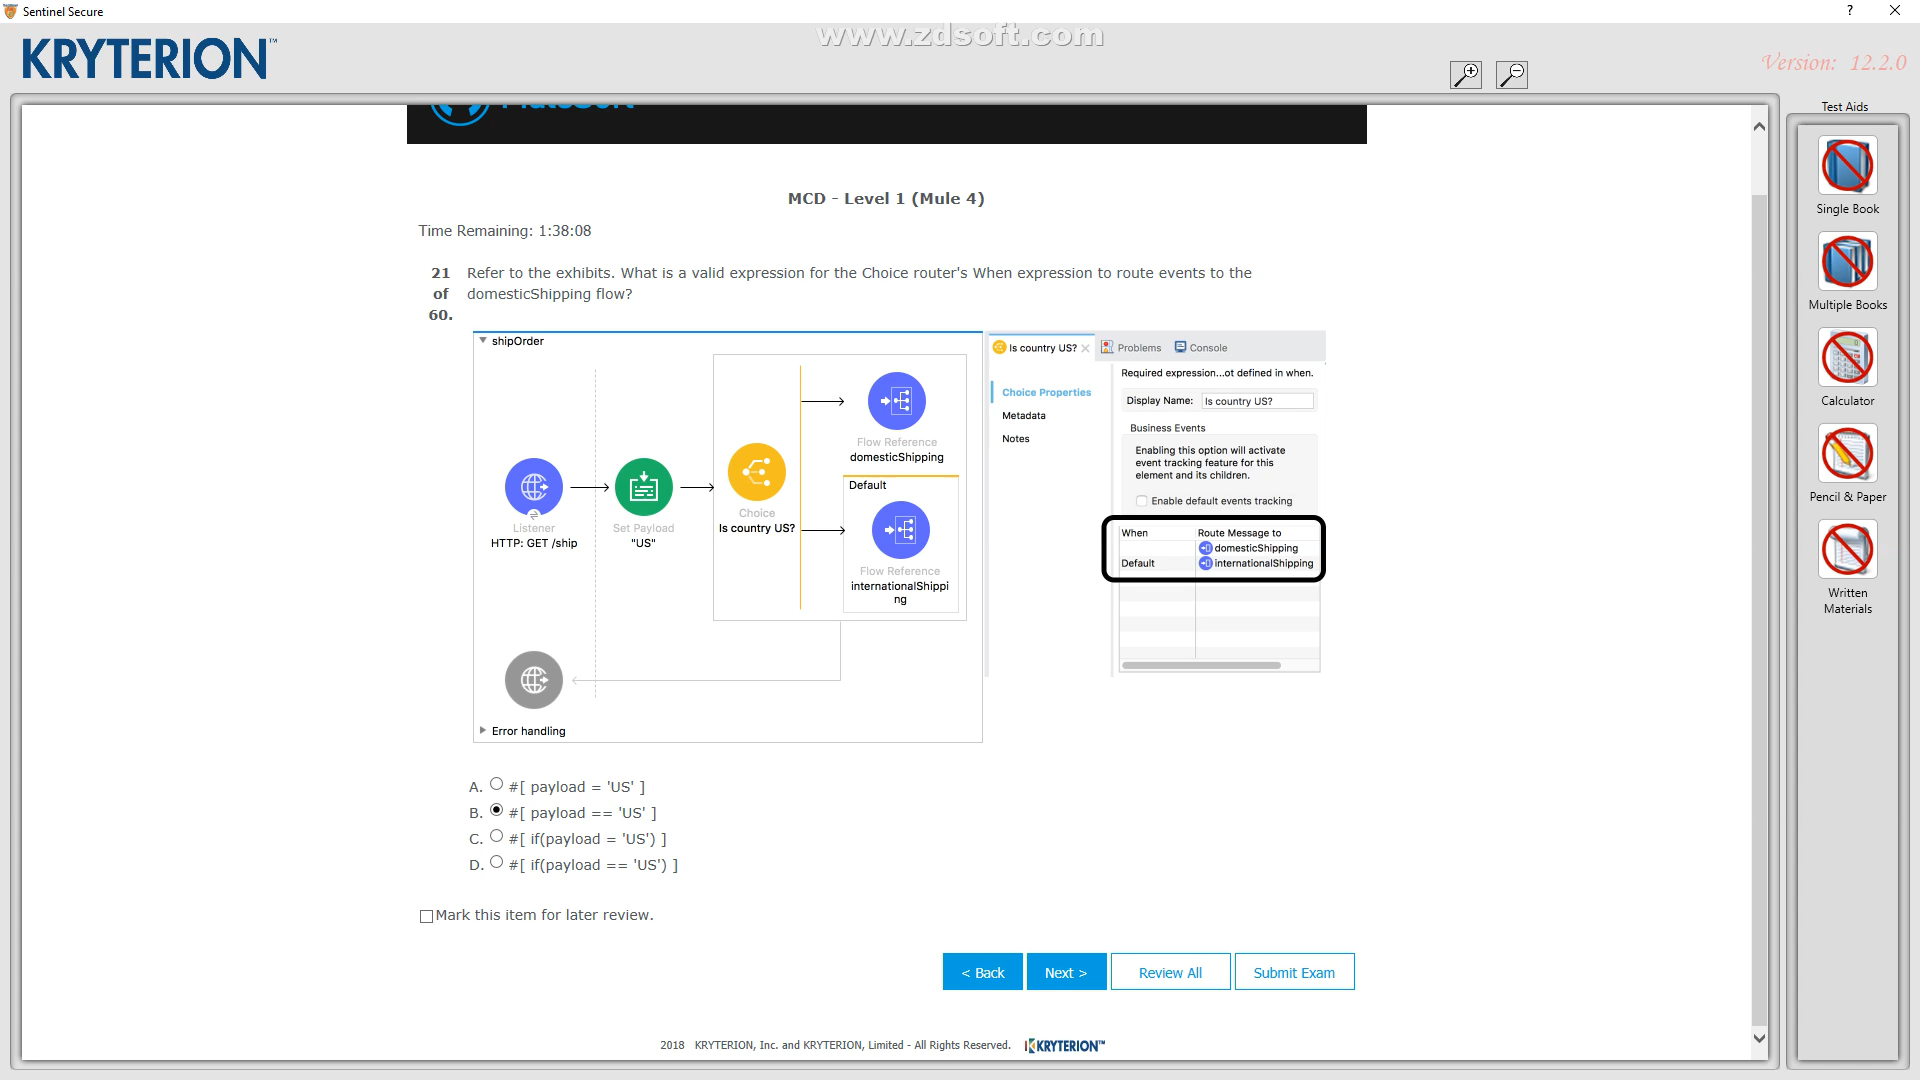 Sentinel Secure
?
www.zdsoft.com
KRYTERION™
Version: 12.2.0
Test Aids
MCD - Level 1 (Mule 4)
Time Remaining: 1:38:08
21 Refer to the exhibits. What is a valid expression for the Choice router's When expression to route events to the
of domesticShipping flow?
60.
shipOrder
Listener
HTTP: GET /ship
Set Payload
"US"
Choice
Is country US?
Flow Reference
domesticShipping
Default
Flow Reference
internationalShippi
ng
Error handling
Is country US?
Problems
Console
Choice Properties
Metadata
Notes
Required expression...ot defined in when.
Display Name: Is country US?
Business Events
Enabling this option will activate
event tracking feature for this
element and its children.
Enable default events tracking
When Route Message to
domesticShipping
Default internationalShipping
A. #[ payload = 'US' ]
B. #[ payload == 'US' ]
C. #[ if(payload = 'US') ]
D. #[ if(payload == 'US') ]
Mark this item for later review.
< Back
Next >
Review All
Submit Exam
2018 KRYTERION, Inc. and KRYTERION, Limited - All Rights Reserved. KRYTERION™
Single Book
Multiple Books
Calculator
Pencil & Paper
Written
Materials